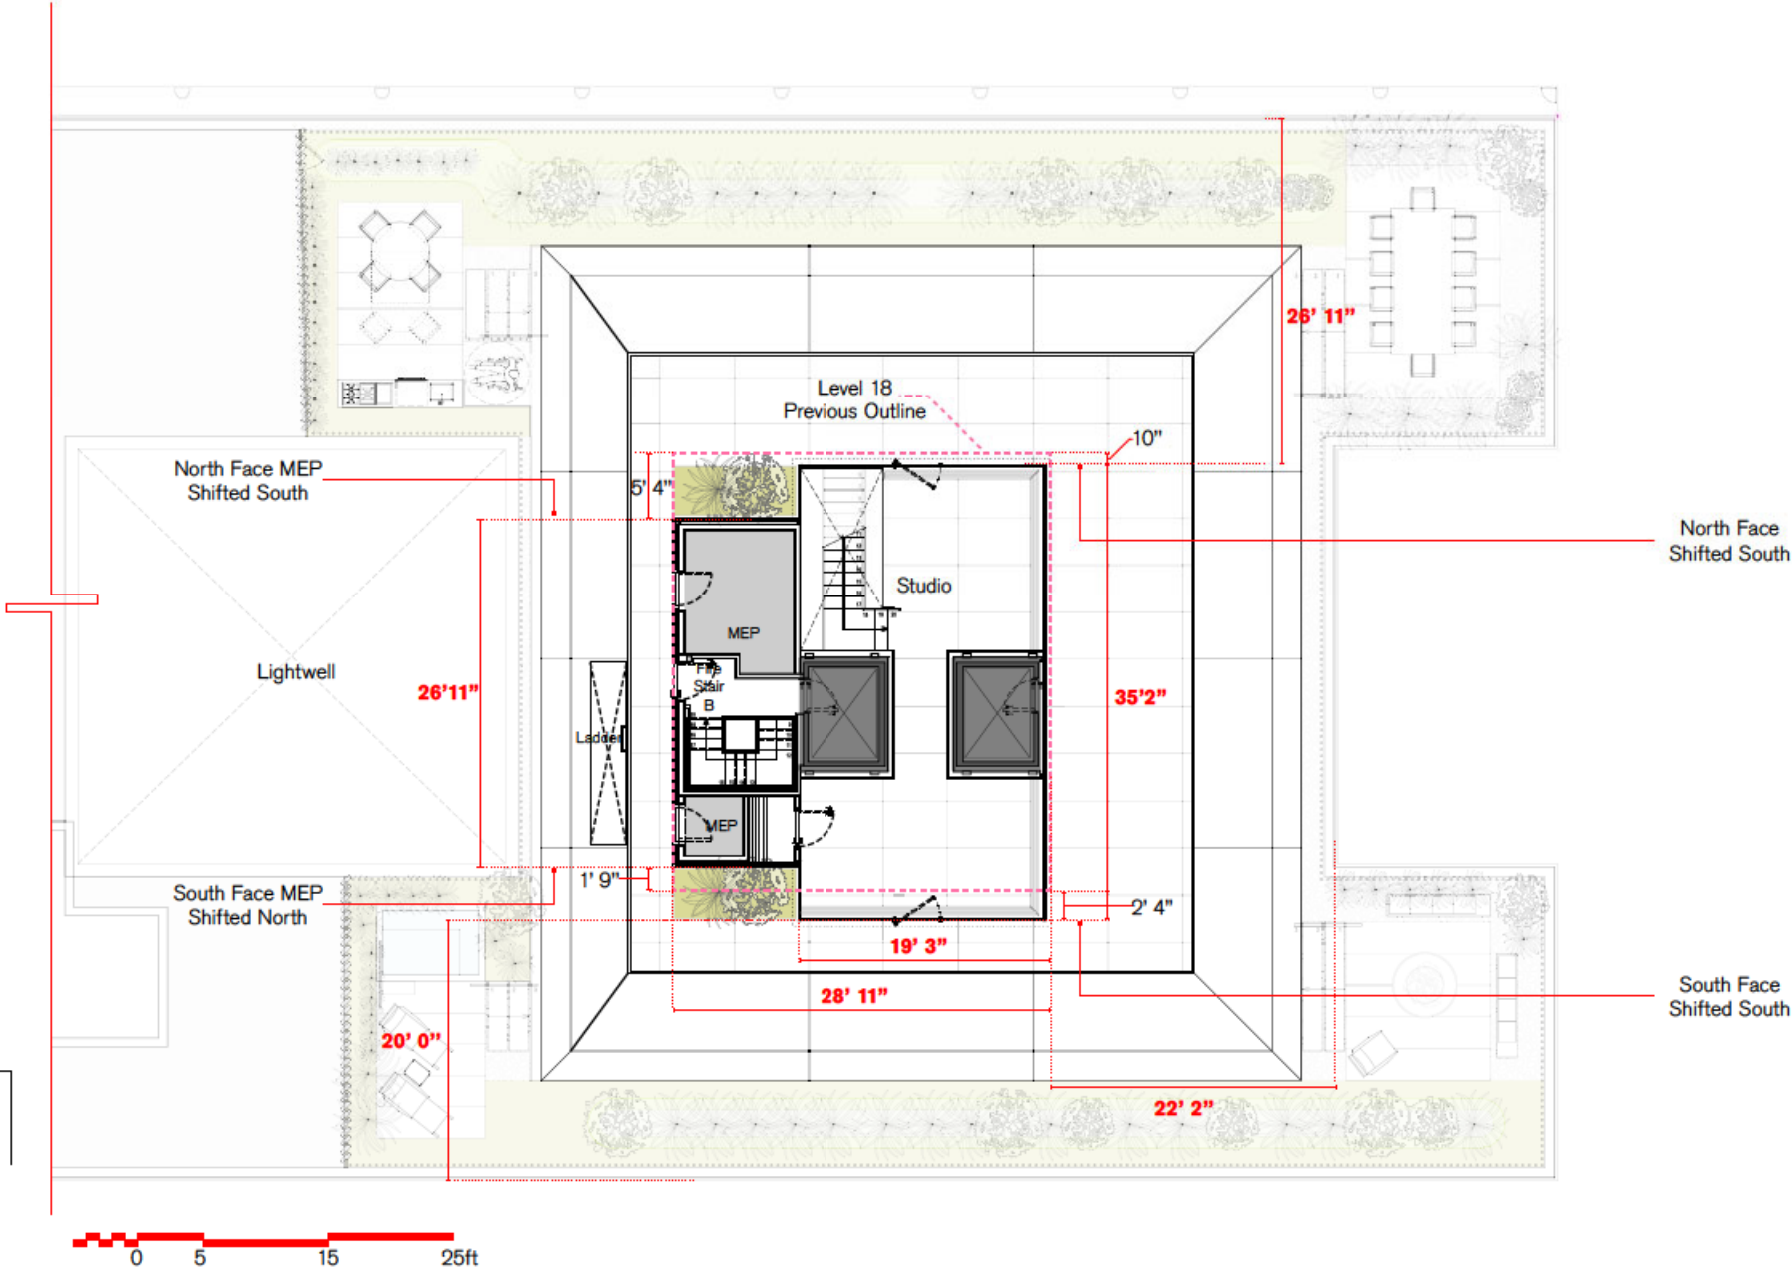 26' 11"
Level 18
Previous Outline
10"
North Face MEP
Shifted South
5' 4"
North Face
Shifted South
Studio
MEP
Lightwell
Fire
Stair
B
26'11"
35'2"
Ladder
MEP
1' 9"
South Face MEP
Shifted North
2' 4"
19' 3"
28' 11"
South Face
Shifted South
20' 0"
22' 2"
0 5 15 25ft